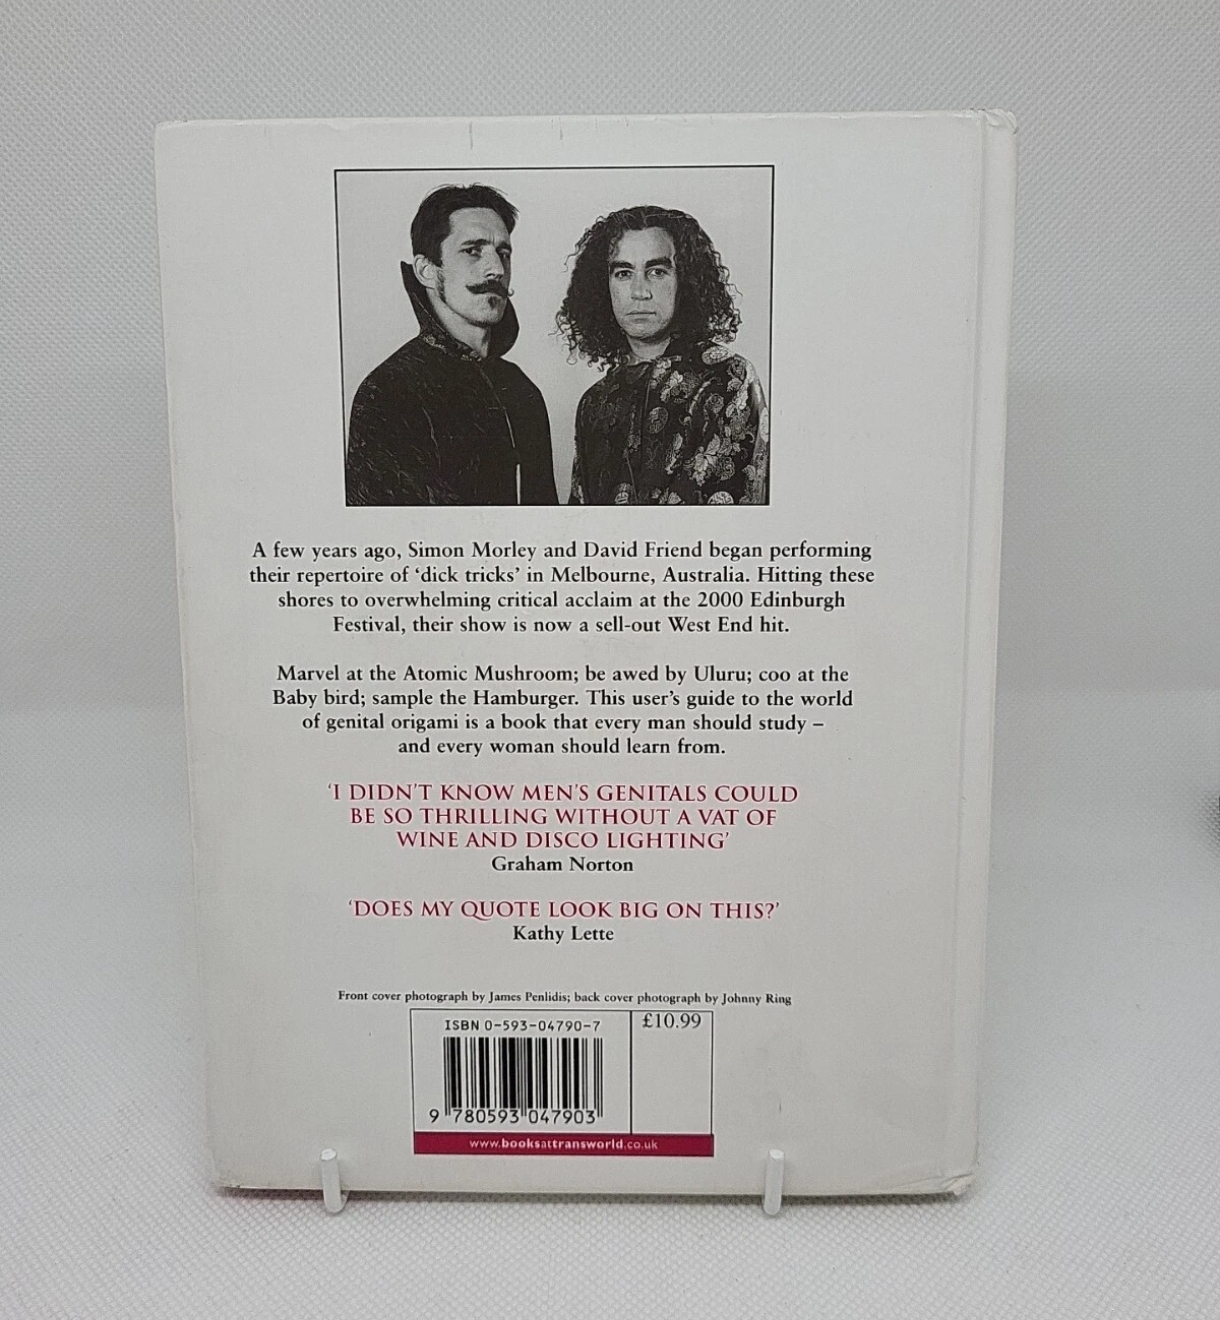 A few years ago, Simon Morley and David Friend began performing
their repertoire of ‘dick tricks’ in Melbourne, Australia. Hitting these
shores to overwhelming critical acclaim at the 2000 Edinburgh
Festival, their show is now a sell-out West End hit.
Marvel at the Atomic Mushroom; be awed by Uluru; coo at the
Baby bird; sample the Hamburger. This user’s guide to the world
of genital origami is a book that every man should study –
and every woman should learn from.
‘I DIDN’T KNOW MEN’S GENITALS COULD
BE SO THRILLING WITHOUT A VAT OF
WINE AND DISCO LIGHTING’
Graham Norton
‘DOES MY QUOTE LOOK BIG ON THIS?’
Kathy Lette
Front cover photograph by James Penlidis; back cover photograph by Johnny Ring
ISBN 0-593-04790-7
£10.99
9 780593 047903
www.booksattransworld.co.uk